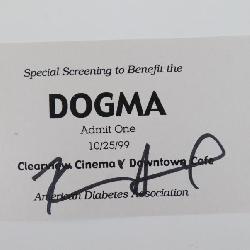 Special Screening to Benefit the
DOGMA
Admit One
10/25/99
Clearview Cinema & Downtown Cafe
American Diabetes Association